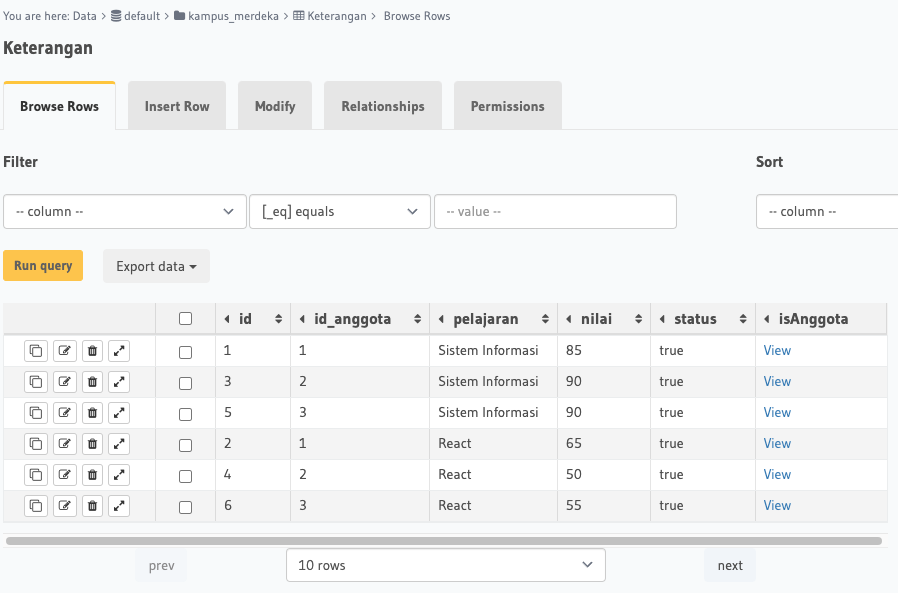 You are here: Data > default > kampus_merdeka > Keterangan > Browse Rows
Keterangan
Browse Rows Insert Row Modify Relationships Permissions
Filter Sort
-- column -- [_eq] equals -- value -- -- column --
Run query Export data
id id_anggota pelajaran nilai status isAnggota
1 1 Sistem Informasi 85 true View
3 2 Sistem Informasi 90 true View
5 3 Sistem Informasi 90 true View
2 1 React 65 true View
4 2 React 50 true View
6 3 React 55 true View
prev 10 rows next